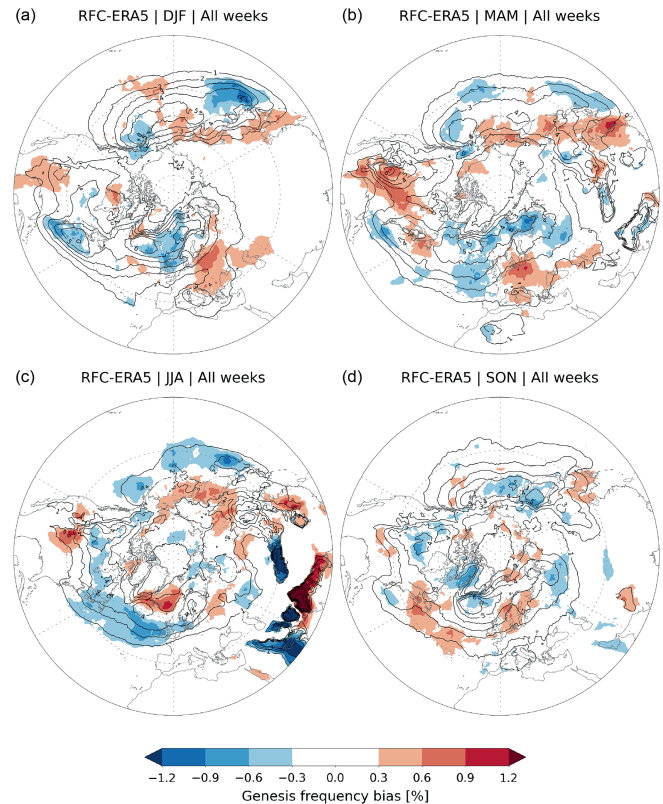 (a) RFC-ERA5 | DJF | All weeks
(b) RFC-ERA5 | MAM | All weeks
(c) RFC-ERA5 | JJA | All weeks
(d) RFC-ERA5 | SON | All weeks
−1.2 −0.9 −0.6 −0.3 0.0 0.3 0.6 0.9 1.2
Genesis frequency bias [%]